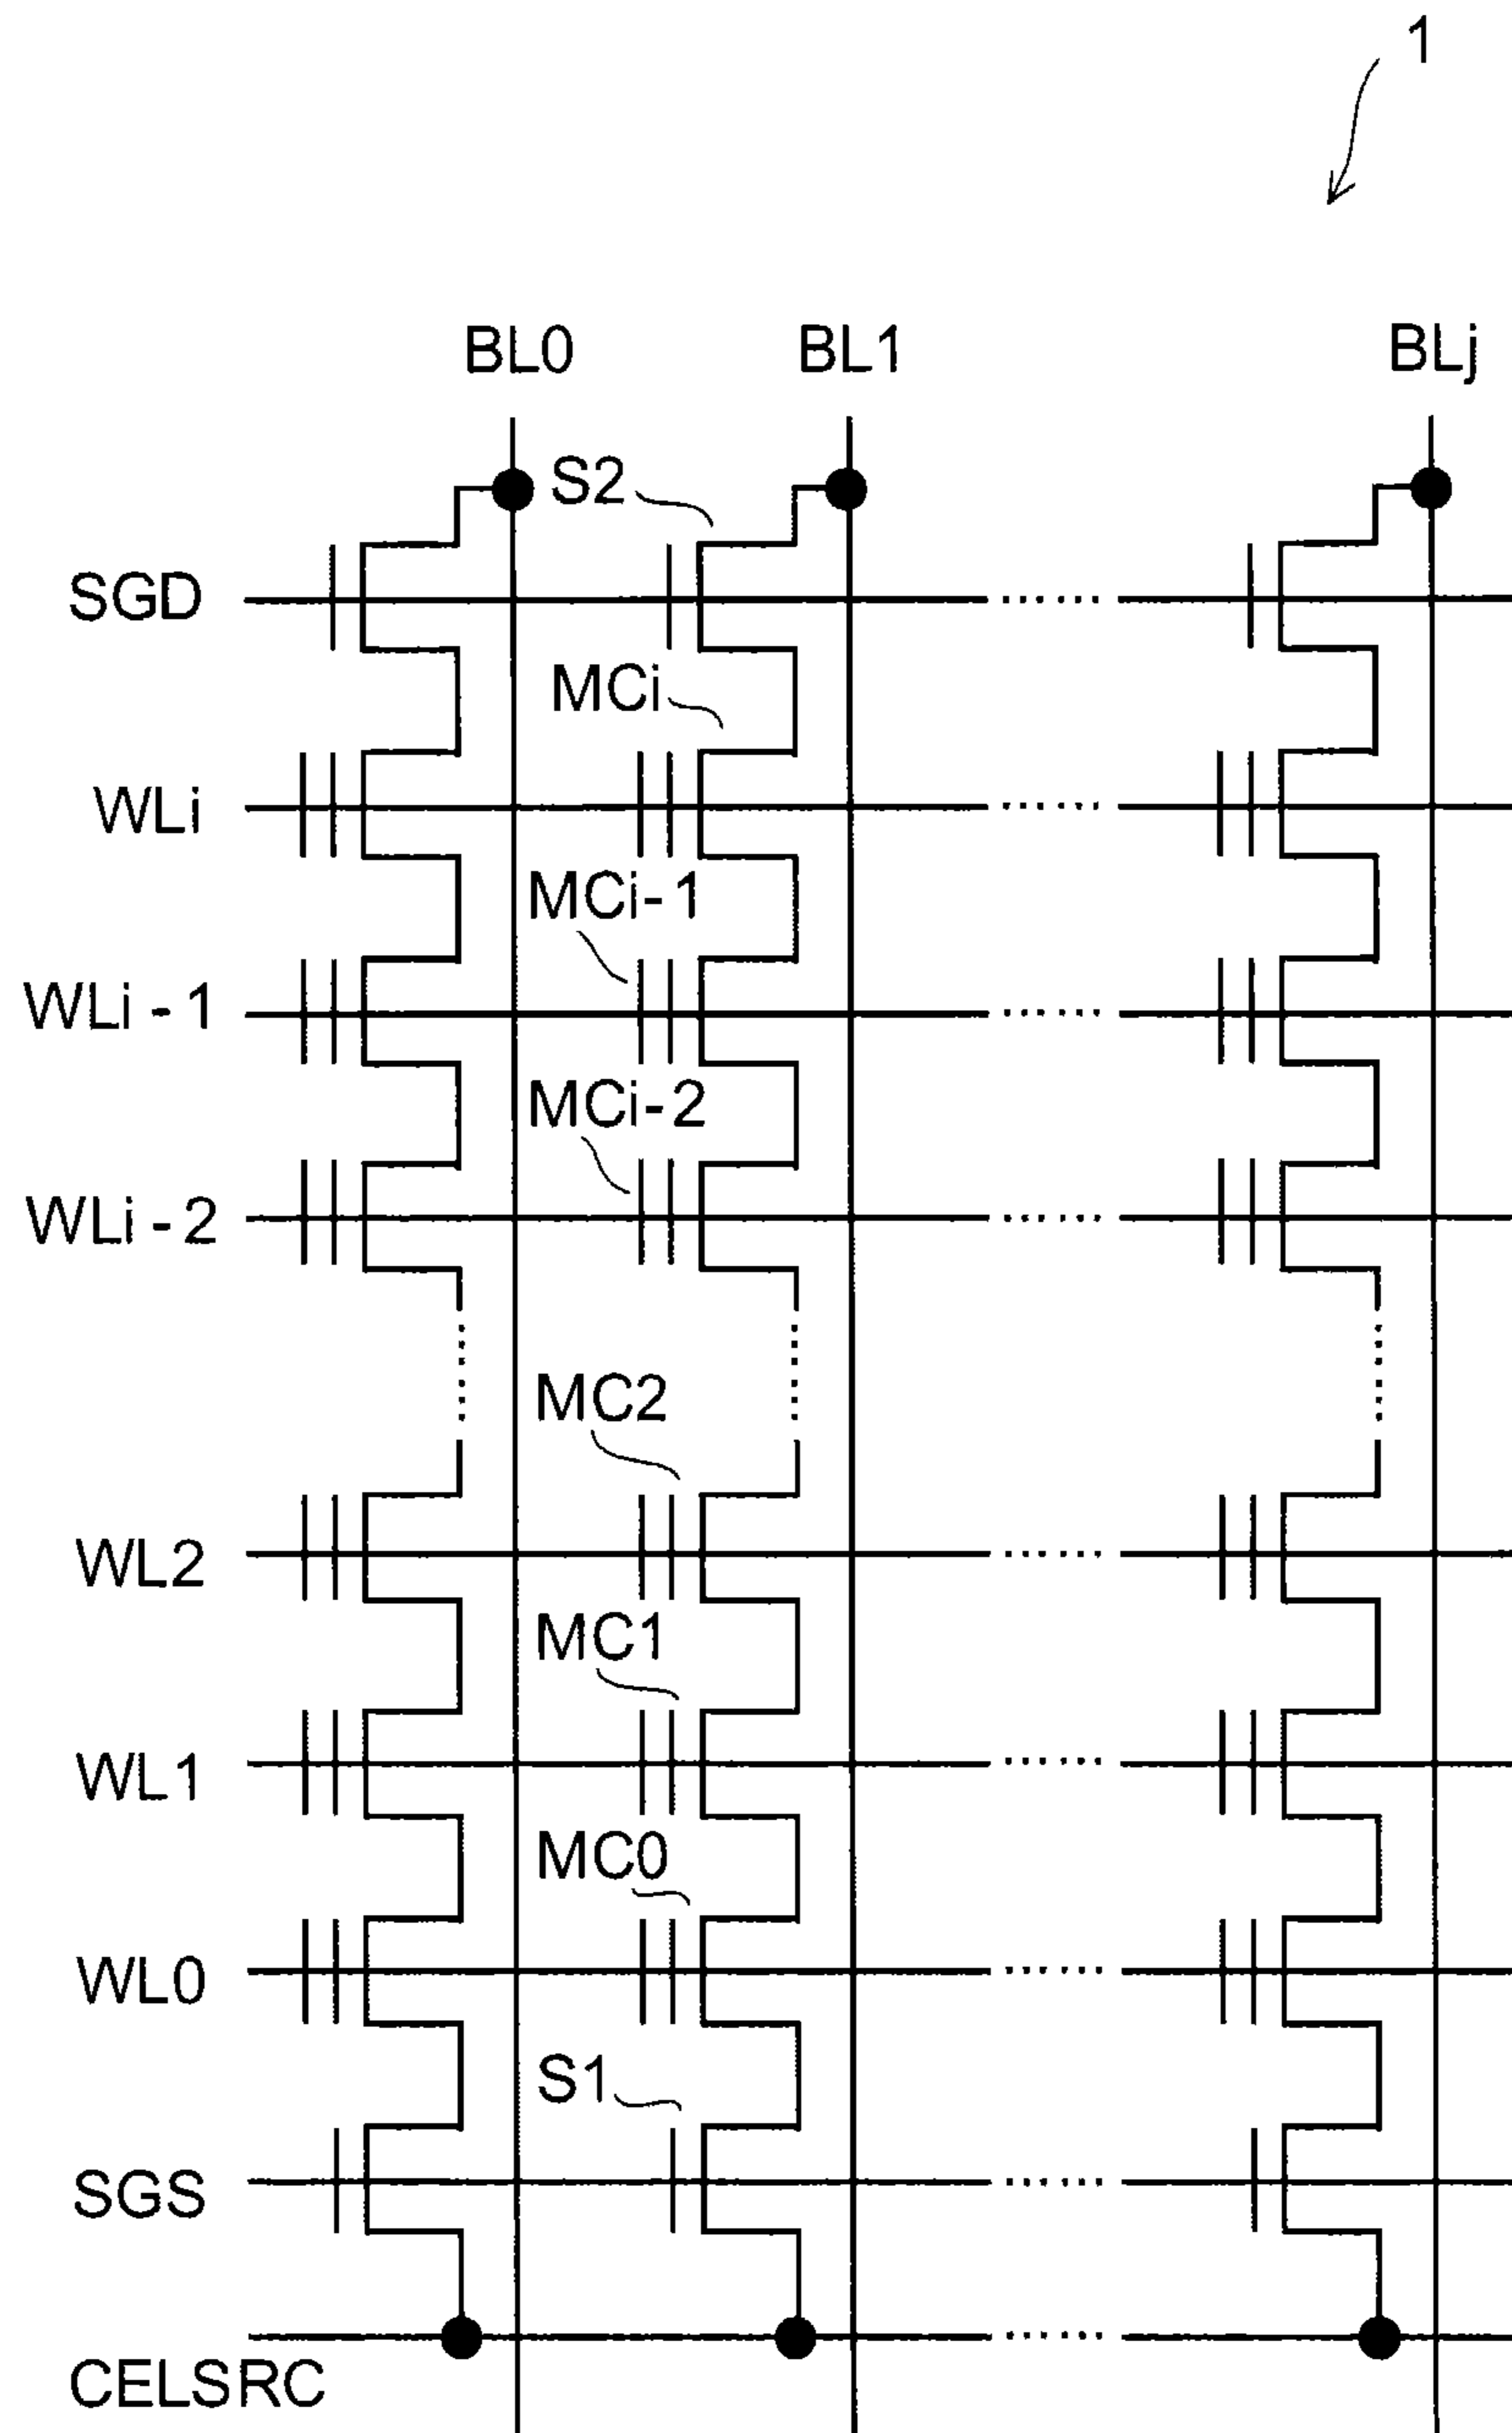 1
BL0 BL1 BLj
S2
SGD
MCi
WLi
MCi-1
WLi-1
MCi-2
WLi-2
MC2
WL2
MC1
WL1
MC0
WL0
S1
SGS
CELSRC